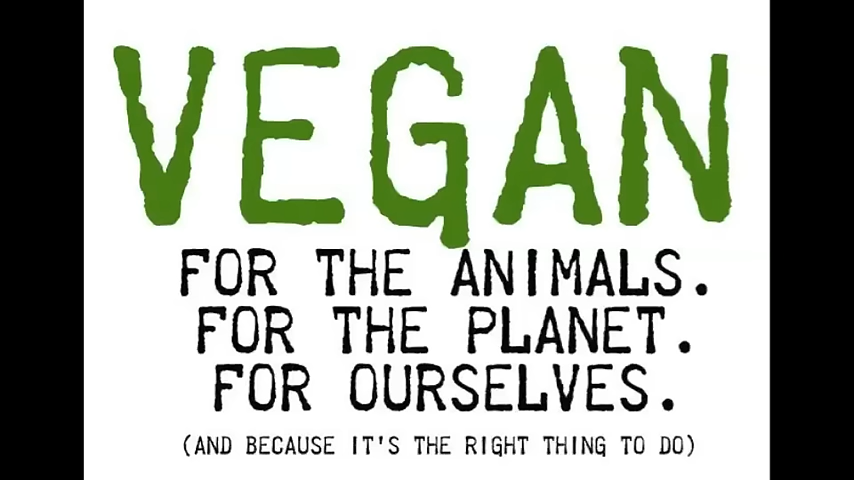 VEGAN
FOR THE ANIMALS.
FOR THE PLANET.
FOR OURSELVES.
(AND BECAUSE IT'S THE RIGHT THING TO DO)